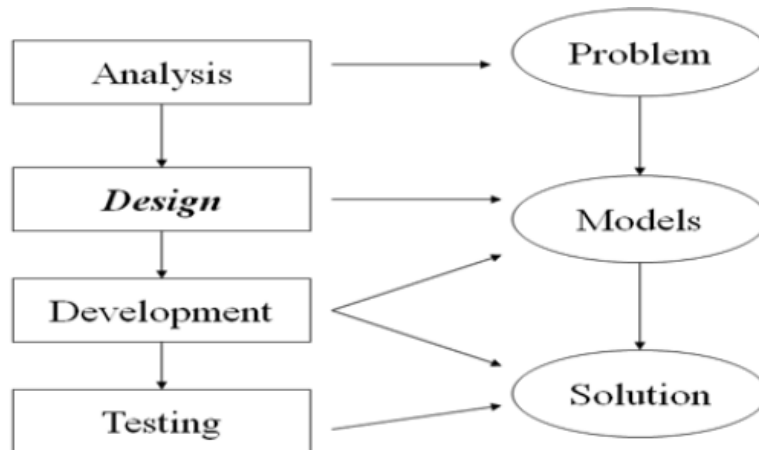 Analysis
Problem
Design
Models
Development
Solution
Testing